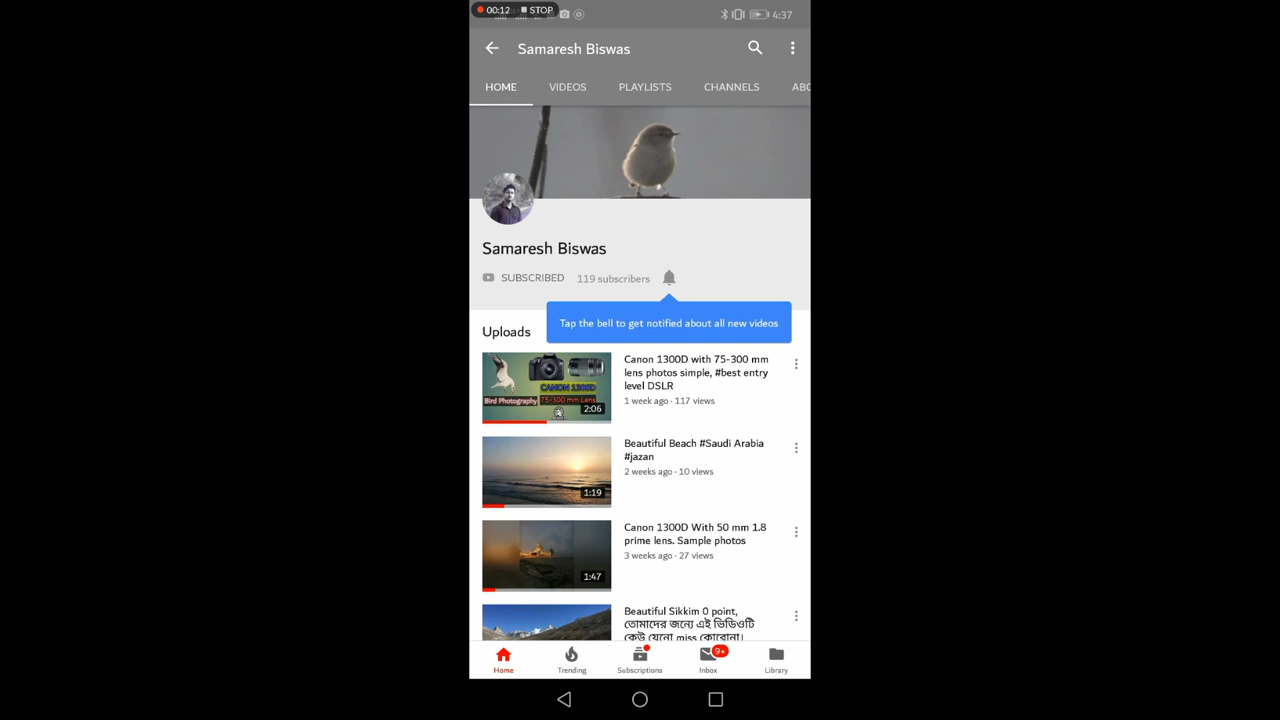 00:12 STOP
4:37
Samaresh Biswas
HOME VIDEOS PLAYLISTS CHANNELS ABO
Samaresh Biswas
SUBSCRIBED 119 subscribers
Tap the bell to get notified about all new videos
Uploads
Canon 1300D with 75-300 mm
lens photos simple, #best entry
level DSLR
1 week ago · 117 views
CANON 1300D
Bird Photography 75-300 mm Lens
2:06
Beautiful Beach #Saudi Arabia
#jazan
2 weeks ago · 10 views
1:19
Canon 1300D With 50 mm 1.8
prime lens. Sample photos
3 weeks ago · 27 views
1:47
Beautiful Sikkim 0 point,
তোমাদের জন্যে এই ভিডিওটি
কেউ যেনো miss কোরোনা।
9+
Home Trending Subscriptions Inbox Library